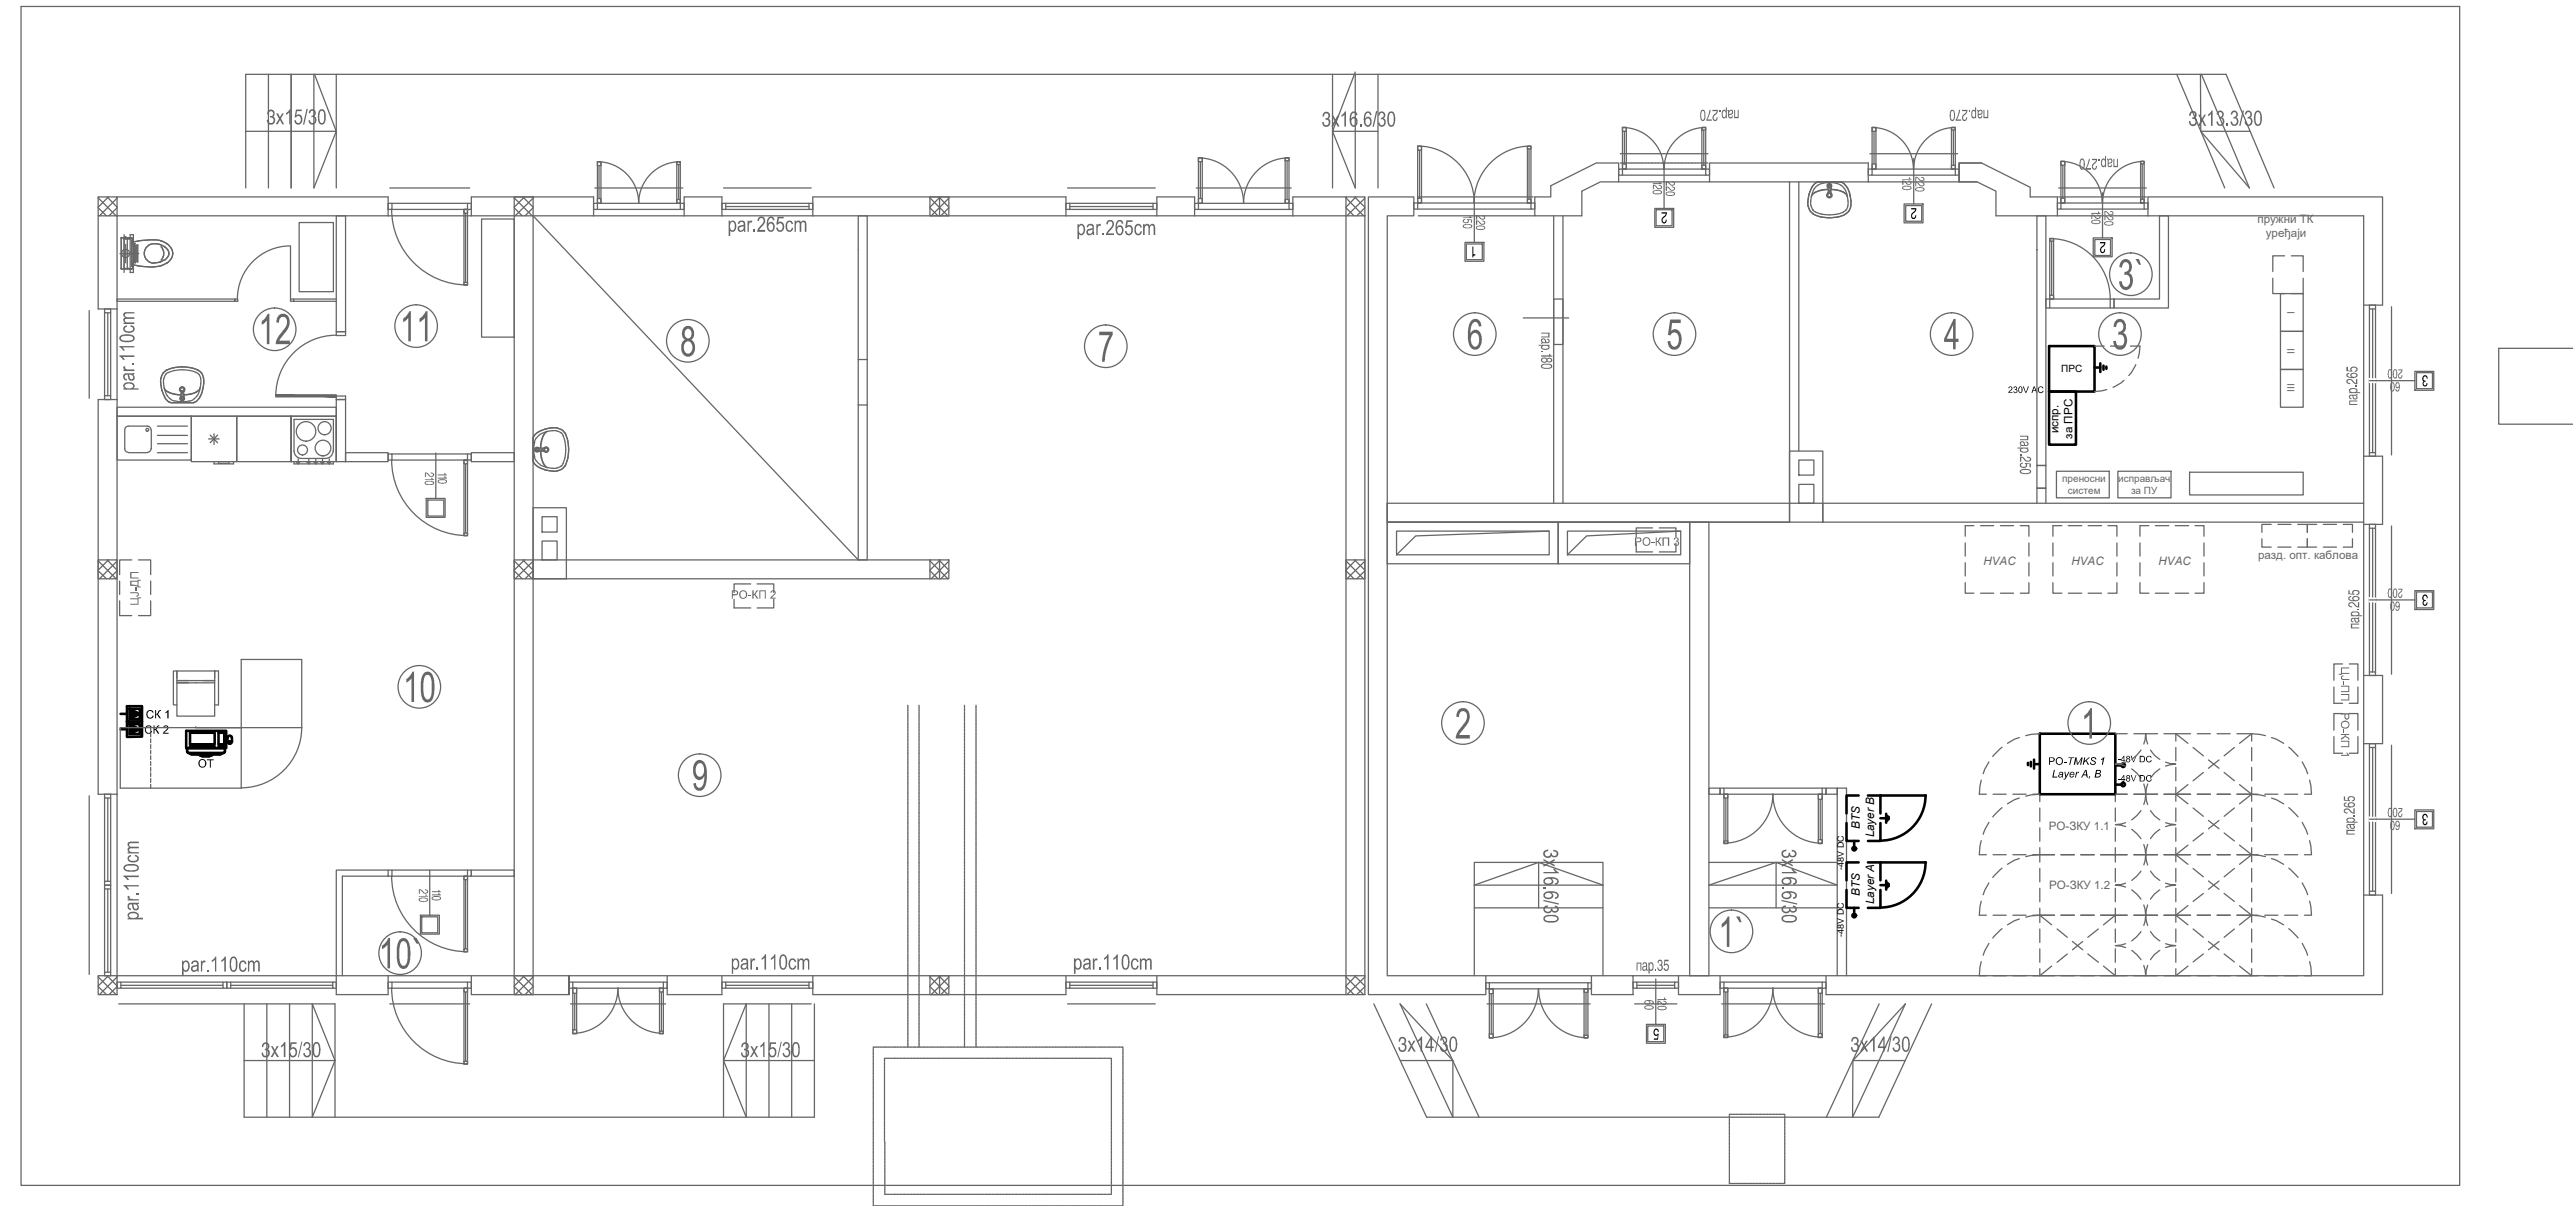 3x15/30
3x16.6/30
пар.270
пар.270
3x13.3/30
пар.270
par.265cm
par.265cm
220
150
1
220
120
2
220
120
2
220
120
2
пружни ТК
уређаји
3`
12
11
8
7
6
5
4
3
par.110cm
пар.180
ПРС
230V AC
испр.
за ПРС
I
II
III
пар.265
200
60
3
110
210
пар.250
преносни
систем
исправљач
за ПУ
РО-КП 3
HVAC
HVAC
HVAC
разд. опт. каблова
ЦЈ-ДП
РО-КП 2
пар.265
200
60
3
10
СК 1
СК 2
ОТ
9
2
1
ЦЈ-ПП
РО-КП 1
РО-TMKS 1
Layer A, B
-48V DC
-48V DC
РО-ЗКУ 1.1
РО-ЗКУ 1.2
BTS
Layer B
-48V DC
BTS
Layer A
-48V DC
пар.265
200
60
3
par.110cm
110
210
3x16.6/30
3x16.6/30
1`
10`
par.110cm
par.110cm
par.110cm
пар.35
120
60
5
3x15/30
3x15/30
3x14/30
3x14/30